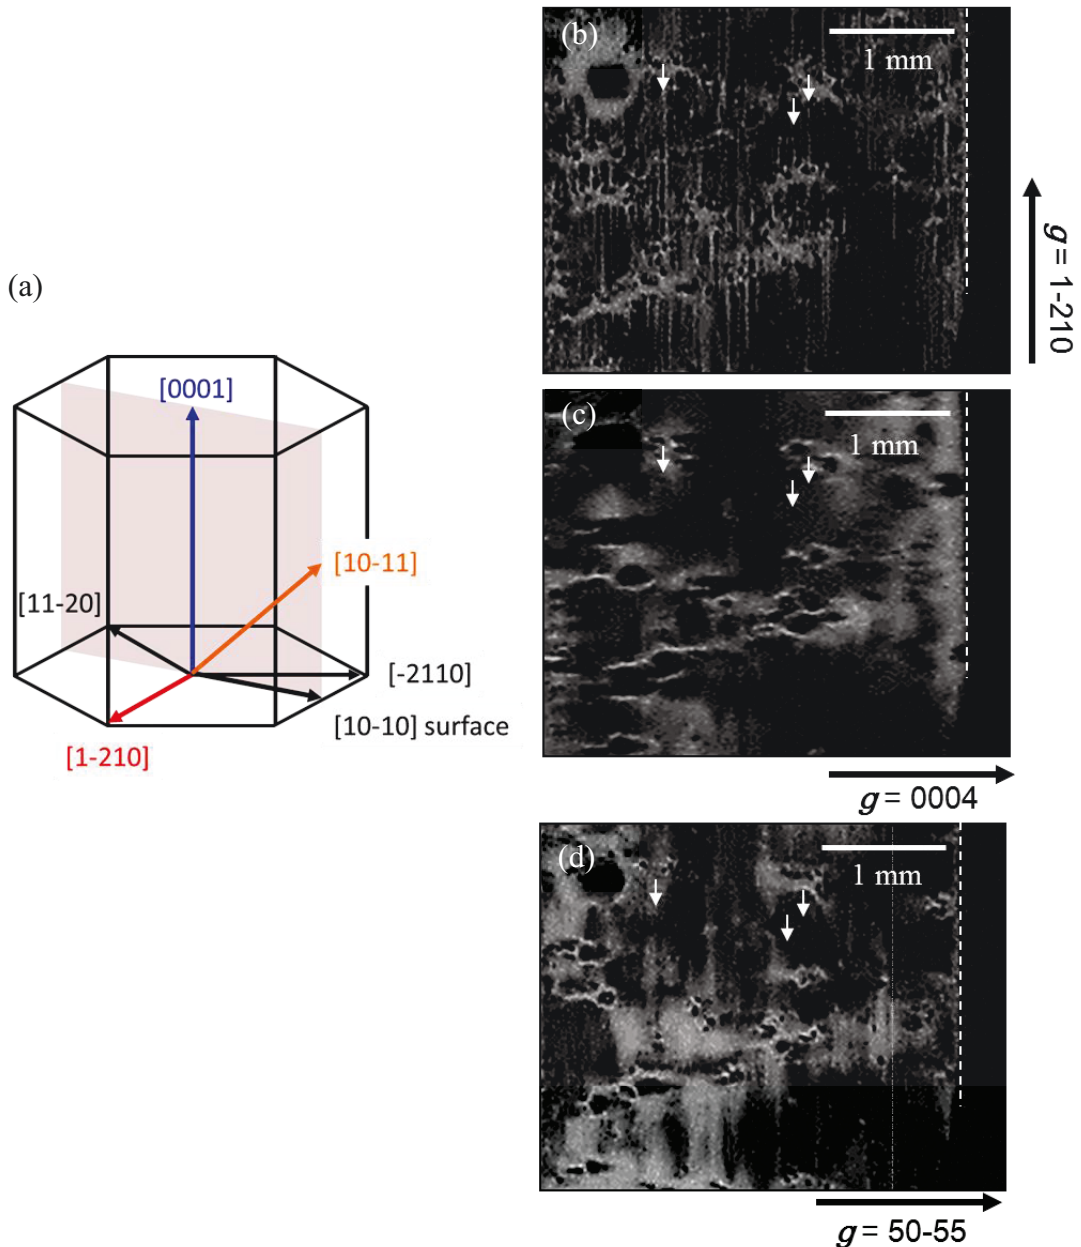 (a)
[0001]
[10-11]
[11-20]
[-2110]
[10-10] surface
[1-210]
(b)
1 mm
g = 1-210
(c)
1 mm
g = 0004
(d)
1 mm
g = 50-55